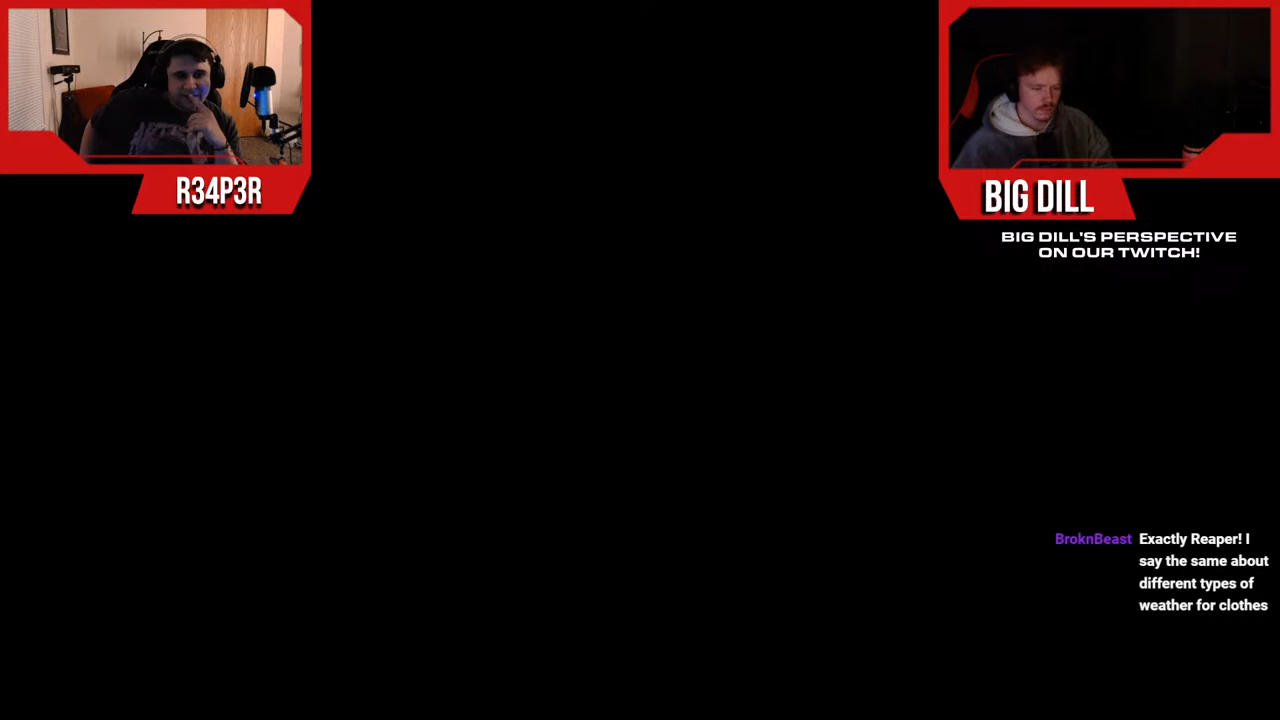 R34P3R
BIG DILL
BIG DILL'S PERSPECTIVE
ON OUR TWITCH!
BroknBeast Exactly Reaper! I
say the same about
different types of
weather for clothes